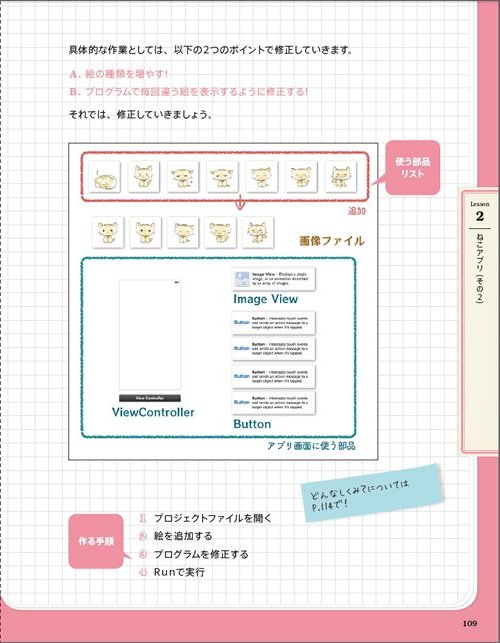 具体的な作業としては、以下の2つのポイントで修正していきます。
A. 絵の種類を増やす!
B. プログラムで毎回違う絵を表示するように修正する!
それでは、修正していきましょう。
使う部品
リスト
追加
画像ファイル
Image View - Displays a single
image, or an animation described
by an array of images.
Image View
Button
Button - Intercepts touch events
and sends an action message to a
target object when it's tapped.
Button
Button - Intercepts touch events
and sends an action message to a
target object when it's tapped.
Button
Button - Intercepts touch events
and sends an action message to a
target object when it's tapped.
Button
Button - Intercepts touch events
and sends an action message to a
target object when it's tapped.
Button
View Controller
ViewController
アプリ画面に使う部品
Lesson
2
ねこアプリ(その2)
どんなしくみ?については
P.114で!
作る手順
1 プロジェクトファイルを開く
2 絵を追加する
3 プログラムを修正する
4 Runで実行
109